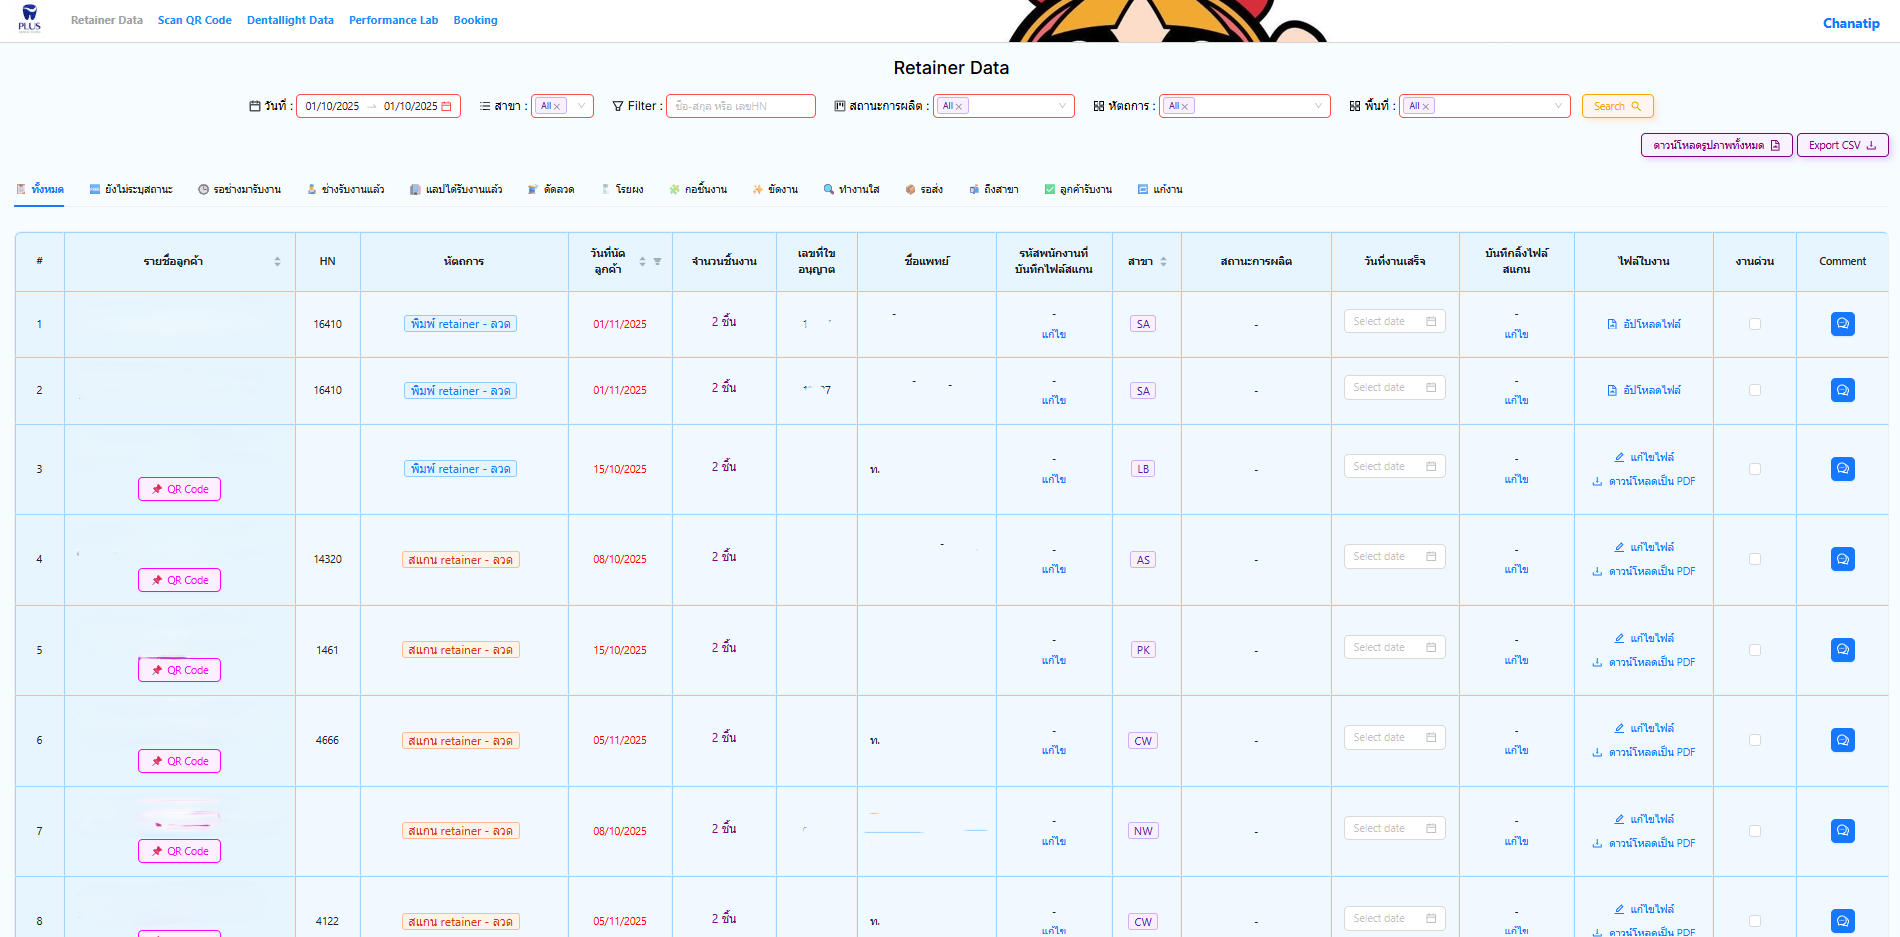 PLUS
Retainer Data Scan QR Code Dentallight Data Performance Lab Booking Chanatip
Retainer Data
วันที่ : 01/10/2025 → 01/10/2025 สาขา : All × Filter : ชื่อ-สกุล หรือ เลขHN สถานะการผลิต : All × หัตถการ : All × พื้นที่ : All × Search
ดาวน์โหลดรูปภาพทั้งหมด Export CSV
ทั้งหมด ยังไม่ระบุสถานะ รอช่างมารับงาน ช่างรับงานแล้ว แลปได้รับงานแล้ว ดัดลวด โรยผง กอชิ้นงาน ขัดงาน ทำงานใส รอส่ง ถึงสาขา ลูกค้ารับงาน แก้งาน
# รายชื่อลูกค้า HN หัตถการ วันที่นัดลูกค้า จำนวนชิ้นงาน เลขที่ใบอนุญาต ชื่อแพทย์ รหัสพนักงานที่บันทึกไฟล์สแกน สาขา สถานะการผลิต วันที่งานเสร็จ บันทึกลิ้งไฟล์สแกน ไฟล์ใบงาน งานด่วน Comment
1 16410 พิมพ์ retainer - ลวด 01/11/2025 2 ชิ้น - - แก้ไข SA - Select date - แก้ไข อัปโหลดไฟล์
2 16410 พิมพ์ retainer - ลวด 01/11/2025 2 ชิ้น - - - แก้ไข SA - Select date - แก้ไข อัปโหลดไฟล์
3 QR Code พิมพ์ retainer - ลวด 15/10/2025 2 ชิ้น ท. - แก้ไข LB - Select date - แก้ไข แก้ไขไฟล์ ดาวน์โหลดเป็น PDF
4 QR Code 14320 สแกน retainer - ลวด 08/10/2025 2 ชิ้น - - แก้ไข AS - Select date - แก้ไข แก้ไขไฟล์ ดาวน์โหลดเป็น PDF
5 QR Code 1461 สแกน retainer - ลวด 15/10/2025 2 ชิ้น - แก้ไข PK - Select date - แก้ไข แก้ไขไฟล์ ดาวน์โหลดเป็น PDF
6 QR Code 4666 สแกน retainer - ลวด 05/11/2025 2 ชิ้น ท. - แก้ไข CW - Select date - แก้ไข แก้ไขไฟล์ ดาวน์โหลดเป็น PDF
7 QR Code สแกน retainer - ลวด 08/10/2025 2 ชิ้น - แก้ไข NW - Select date - แก้ไข แก้ไขไฟล์ ดาวน์โหลดเป็น PDF
8 4122 สแกน retainer - ลวด 05/11/2025 2 ชิ้น ท. - แก้ไข CW - Select date - แก้ไข แก้ไขไฟล์ ดาวน์โหลดเป็น PDF